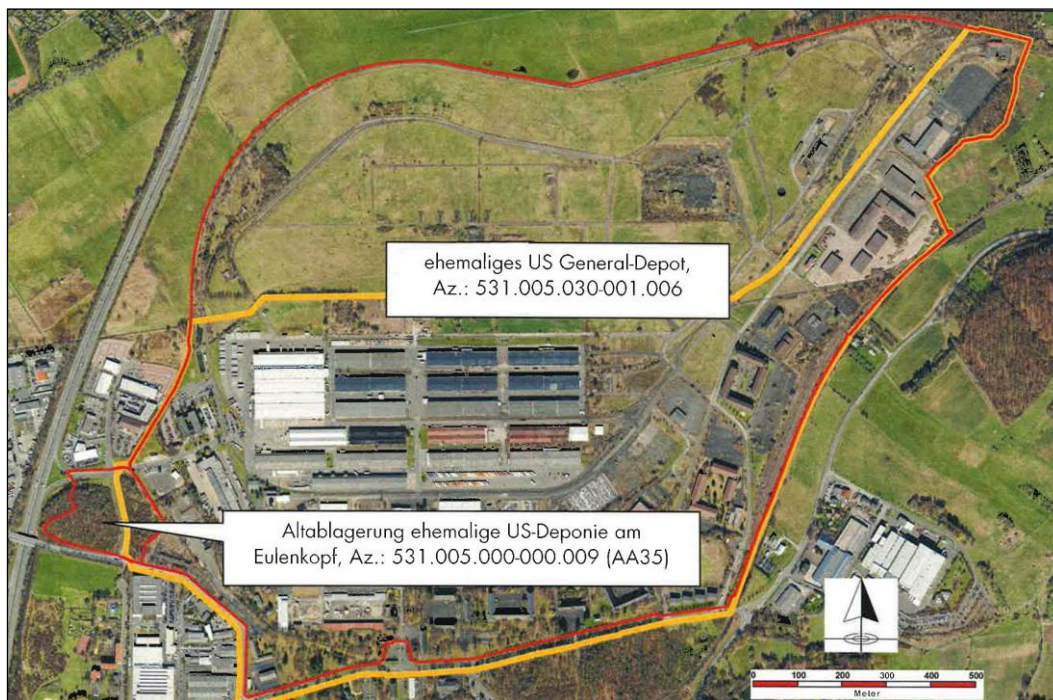 ehemaliges US General-Depot,
Az.: 531.005.030-001.006
Altablagerung ehemalige US-Deponie am
Eulenkopf, Az.: 531.005.000-000.009 (AA35)
0 100 200 300 400 500
Meter